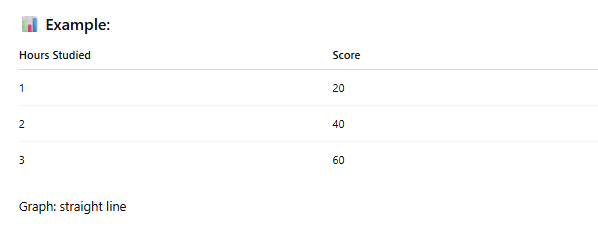 📊 Example:
Hours Studied Score
1 20
2 40
3 60
Graph: straight line